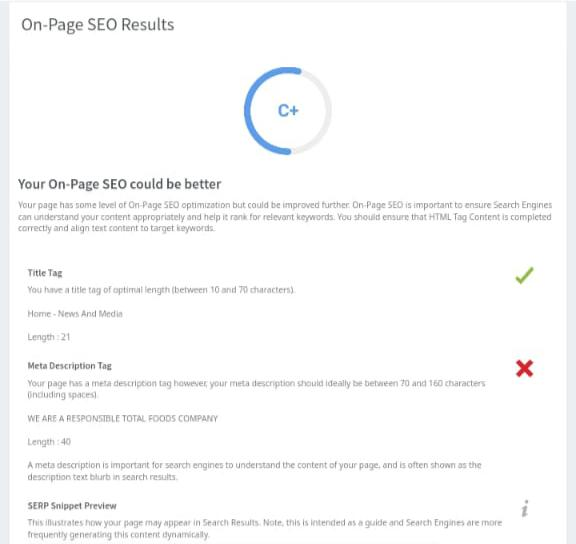 On-Page SEO Results
C+
Your On-Page SEO could be better
Your page has some level of On-Page SEO optimization but could be improved further. On-Page SEO is important to ensure Search Engines
can understand your content appropriately and help it rank for relevant keywords. You should ensure that HTML Tag Content is completed
correctly and align text content to target keywords.
Title Tag
You have a title tag of optimal length (between 10 and 70 characters).
Home - News And Media
Length : 21
Meta Description Tag
Your page has a meta description tag however, your meta description should ideally be between 70 and 160 characters
(including spaces).
WE ARE A RESPONSIBLE TOTAL FOODS COMPANY
Length : 40
A meta description is important for search engines to understand the content of your page, and is often shown as the
description text blurb in search results.
SERP Snippet Preview
This illustrates how your page may appear in Search Results. Note, this is intended as a guide and Search Engines are more
frequently generating this content dynamically.